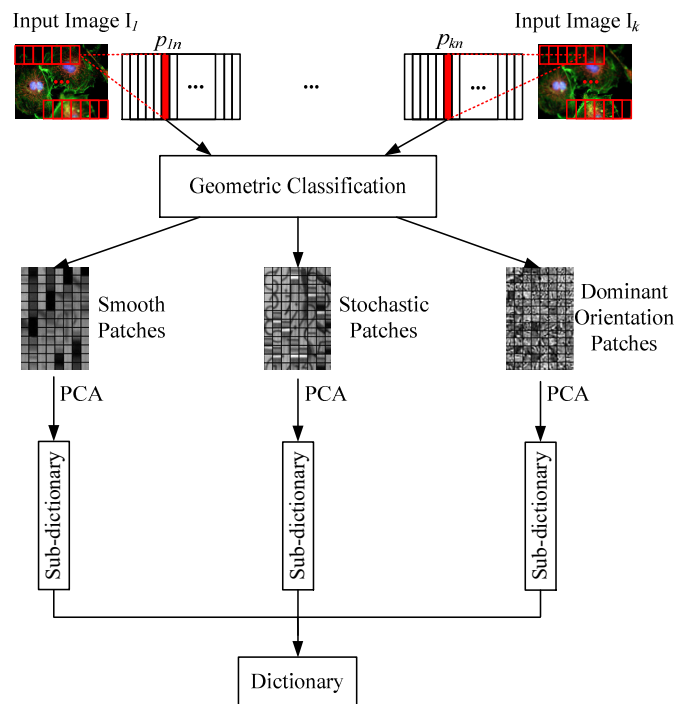 Input Image I1
Input Image Ik
p1n
pkn
...
...
...
...
...
Geometric Classification
Smooth
Patches
Stochastic
Patches
Dominant
Orientation
Patches
PCA
PCA
PCA
Sub-dictionary
Sub-dictionary
Sub-dictionary
Dictionary